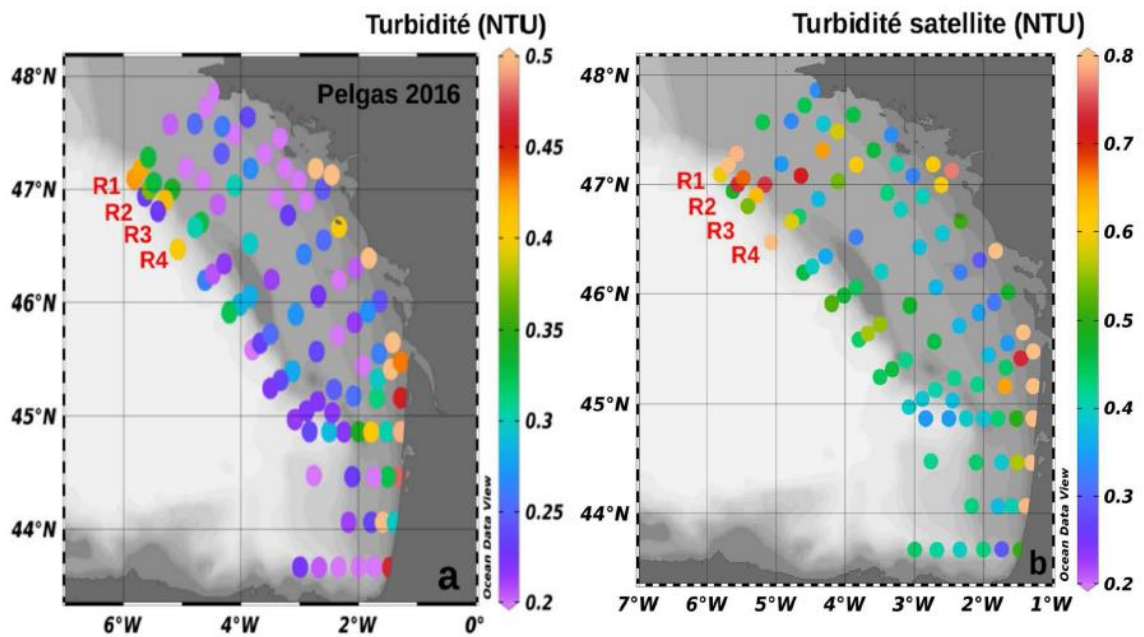 Turbidité (NTU)
48°N
47°N
46°N
45°N
44°N
6°W
4°W
2°W
0°
Pelgas 2016
R1
R2
R3
R4
a
Ocean Data View
0.5
0.45
0.4
0.35
0.3
0.25
0.2
Turbidité satellite (NTU)
48°N
47°N
46°N
45°N
44°N
7°W
6°W
5°W
4°W
3°W
2°W
1°W
R1
R2
R3
R4
b
Ocean Data View
0.8
0.7
0.6
0.5
0.4
0.3
0.2